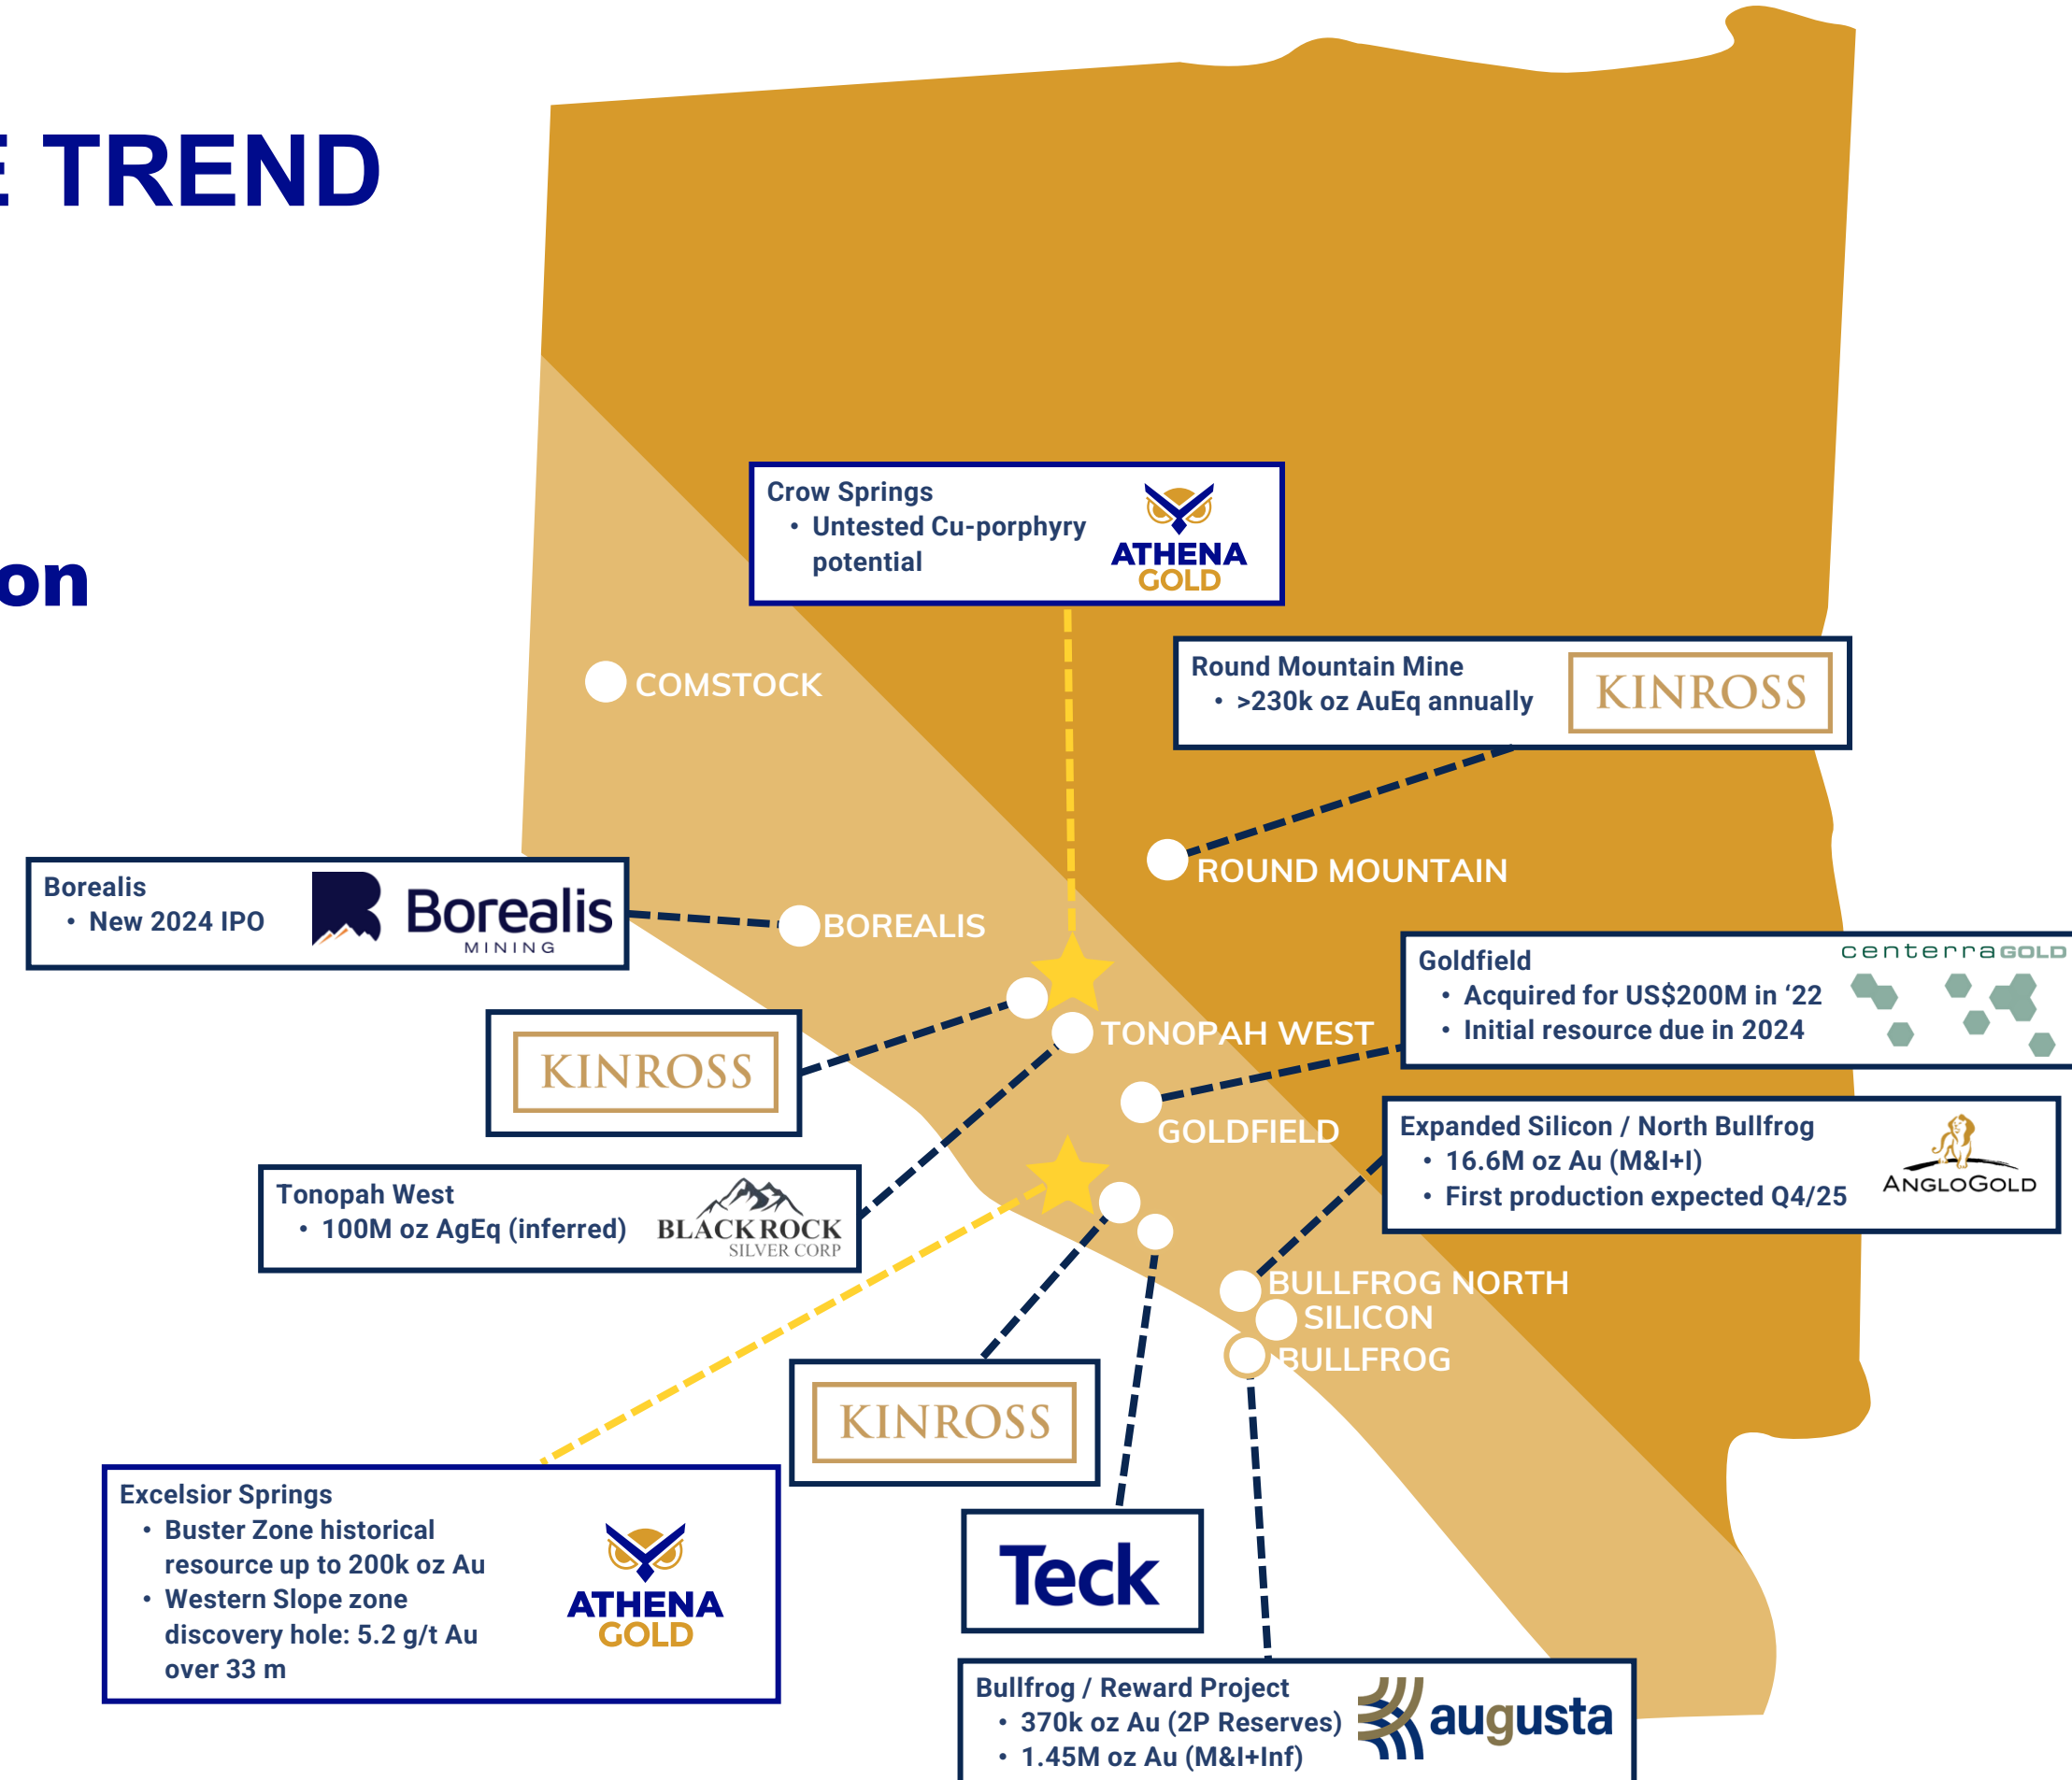 E TREND
on
Crow Springs
• Untested Cu-porphyry
potential
ATHENA
GOLD
COMSTOCK
Round Mountain Mine
• >230k oz AuEq annually
KINROSS
ROUND MOUNTAIN
Borealis
• New 2024 IPO
Borealis
MINING
BOREALIS
Goldfield
• Acquired for US$200M in ‘22
• Initial resource due in 2024
centerraGOLD
KINROSS
TONOPAH WEST
GOLDFIELD
Expanded Silicon / North Bullfrog
• 16.6M oz Au (M&I+I)
• First production expected Q4/25
ANGLOGOLD
Tonopah West
• 100M oz AgEq (inferred)
BLACKROCK
SILVER CORP
BULLFROG NORTH
SILICON
BULLFROG
KINROSS
Excelsior Springs
• Buster Zone historical
resource up to 200k oz Au
• Western Slope zone
discovery hole: 5.2 g/t Au
over 33 m
ATHENA
GOLD
Teck
Bullfrog / Reward Project
• 370k oz Au (2P Reserves)
• 1.45M oz Au (M&I+Inf)
augusta